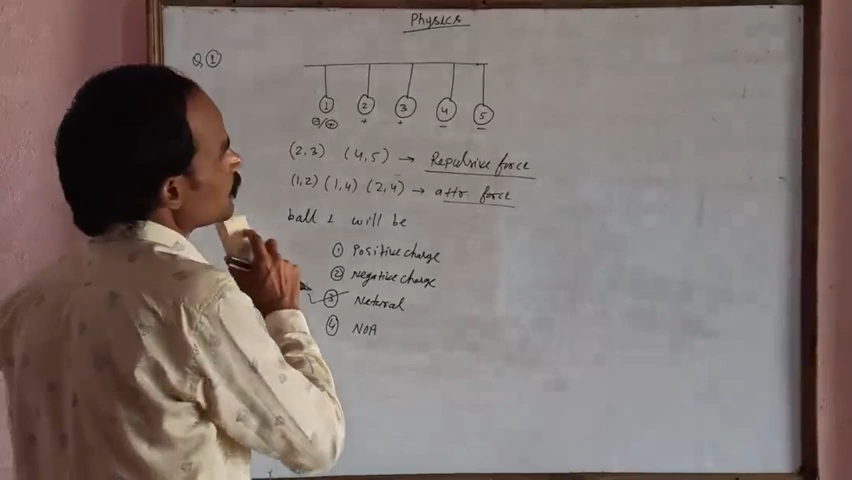 Physics
Q ①
① ② ③ ④ ⑤
⊖/⊕ + + − −
(2,3) (4,5) → Repulsive force
(1,2) (1,4) (2,4) → attr. force
ball 1 will be
① Positive charge
② Negative charge
③ Netural
④ NOA